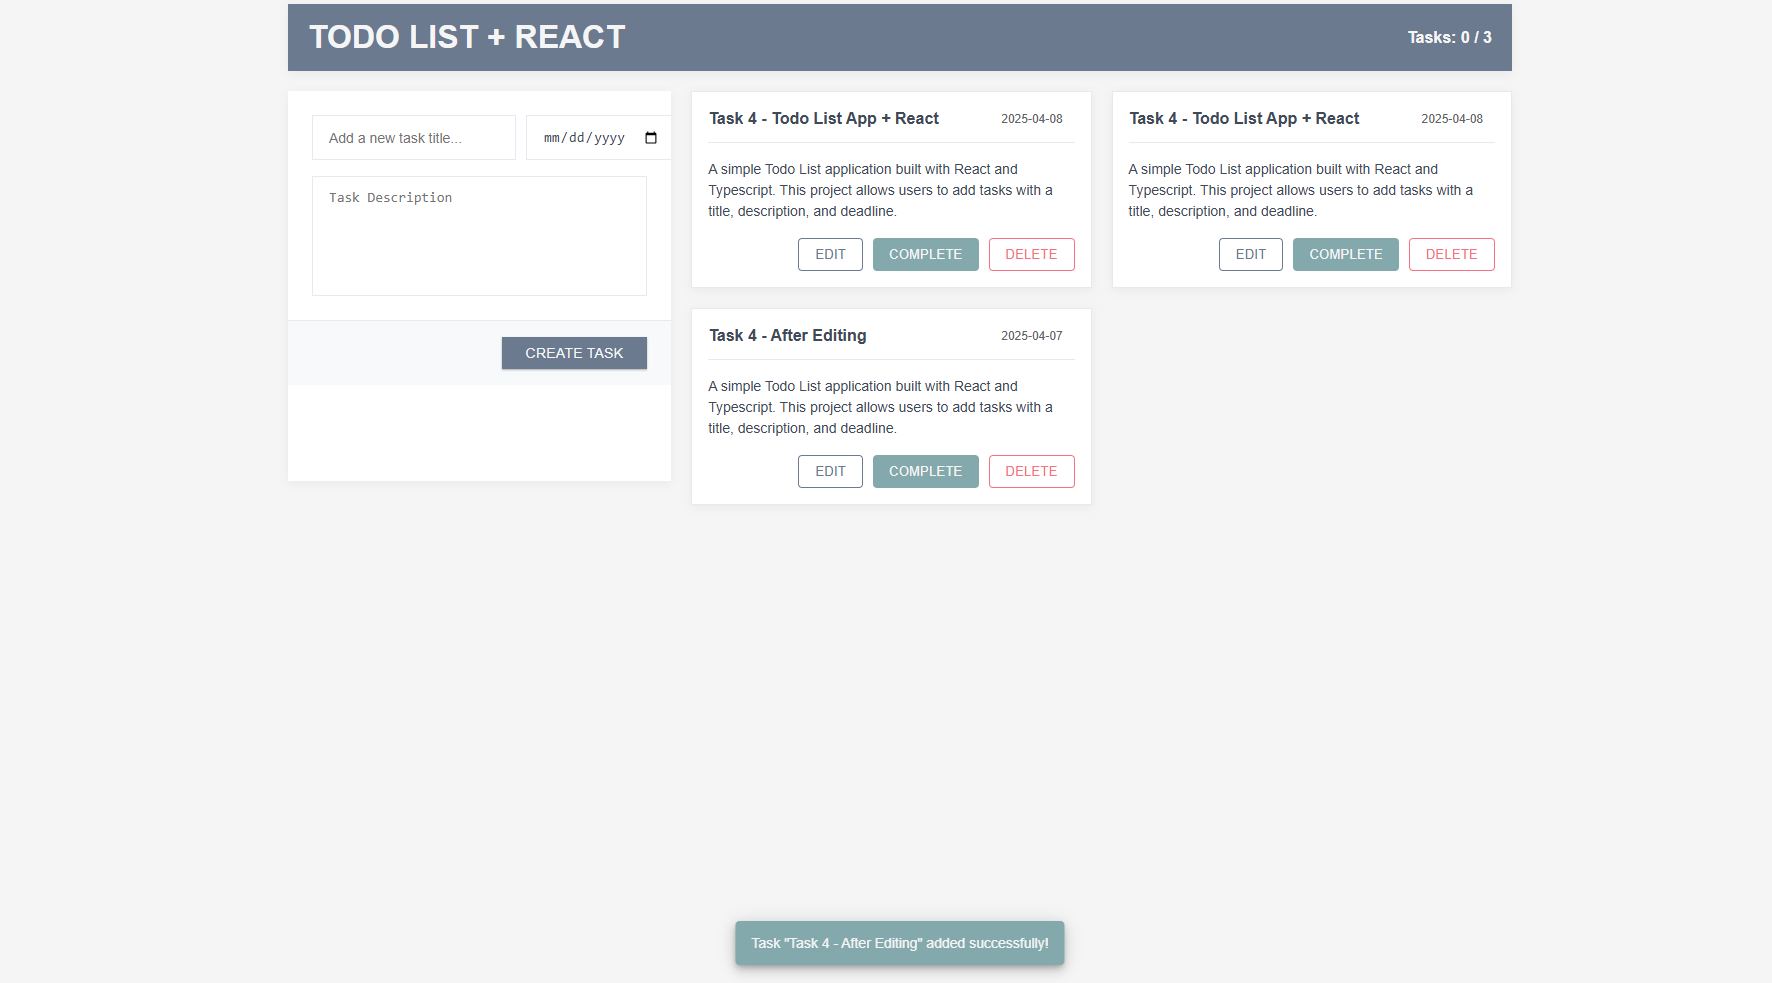 TODO LIST + REACT
Tasks: 0 / 3
Add a new task title...
mm/dd/yyyy
Task Description
CREATE TASK
Task 4 - Todo List App + React
2025-04-08
A simple Todo List application built with React and
Typescript. This project allows users to add tasks with a
title, description, and deadline.
EDIT
COMPLETE
DELETE
Task 4 - Todo List App + React
2025-04-08
A simple Todo List application built with React and
Typescript. This project allows users to add tasks with a
title, description, and deadline.
EDIT
COMPLETE
DELETE
Task 4 - After Editing
2025-04-07
A simple Todo List application built with React and
Typescript. This project allows users to add tasks with a
title, description, and deadline.
EDIT
COMPLETE
DELETE
Task "Task 4 - After Editing" added successfully!